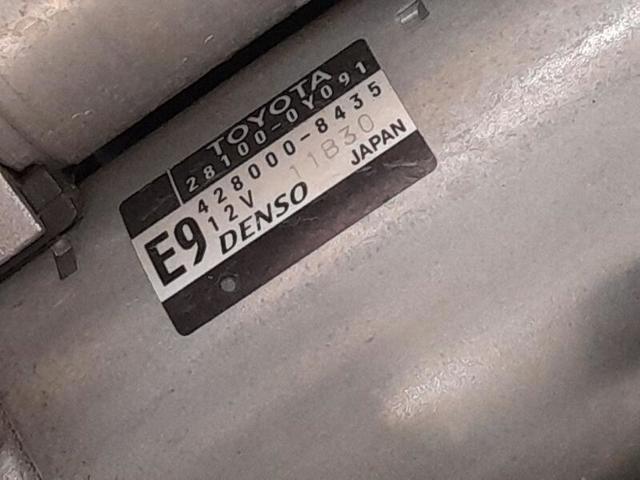 TOYOTA
28100-0Y091
E9
428000-8435
12V 11B30
DENSO JAPAN